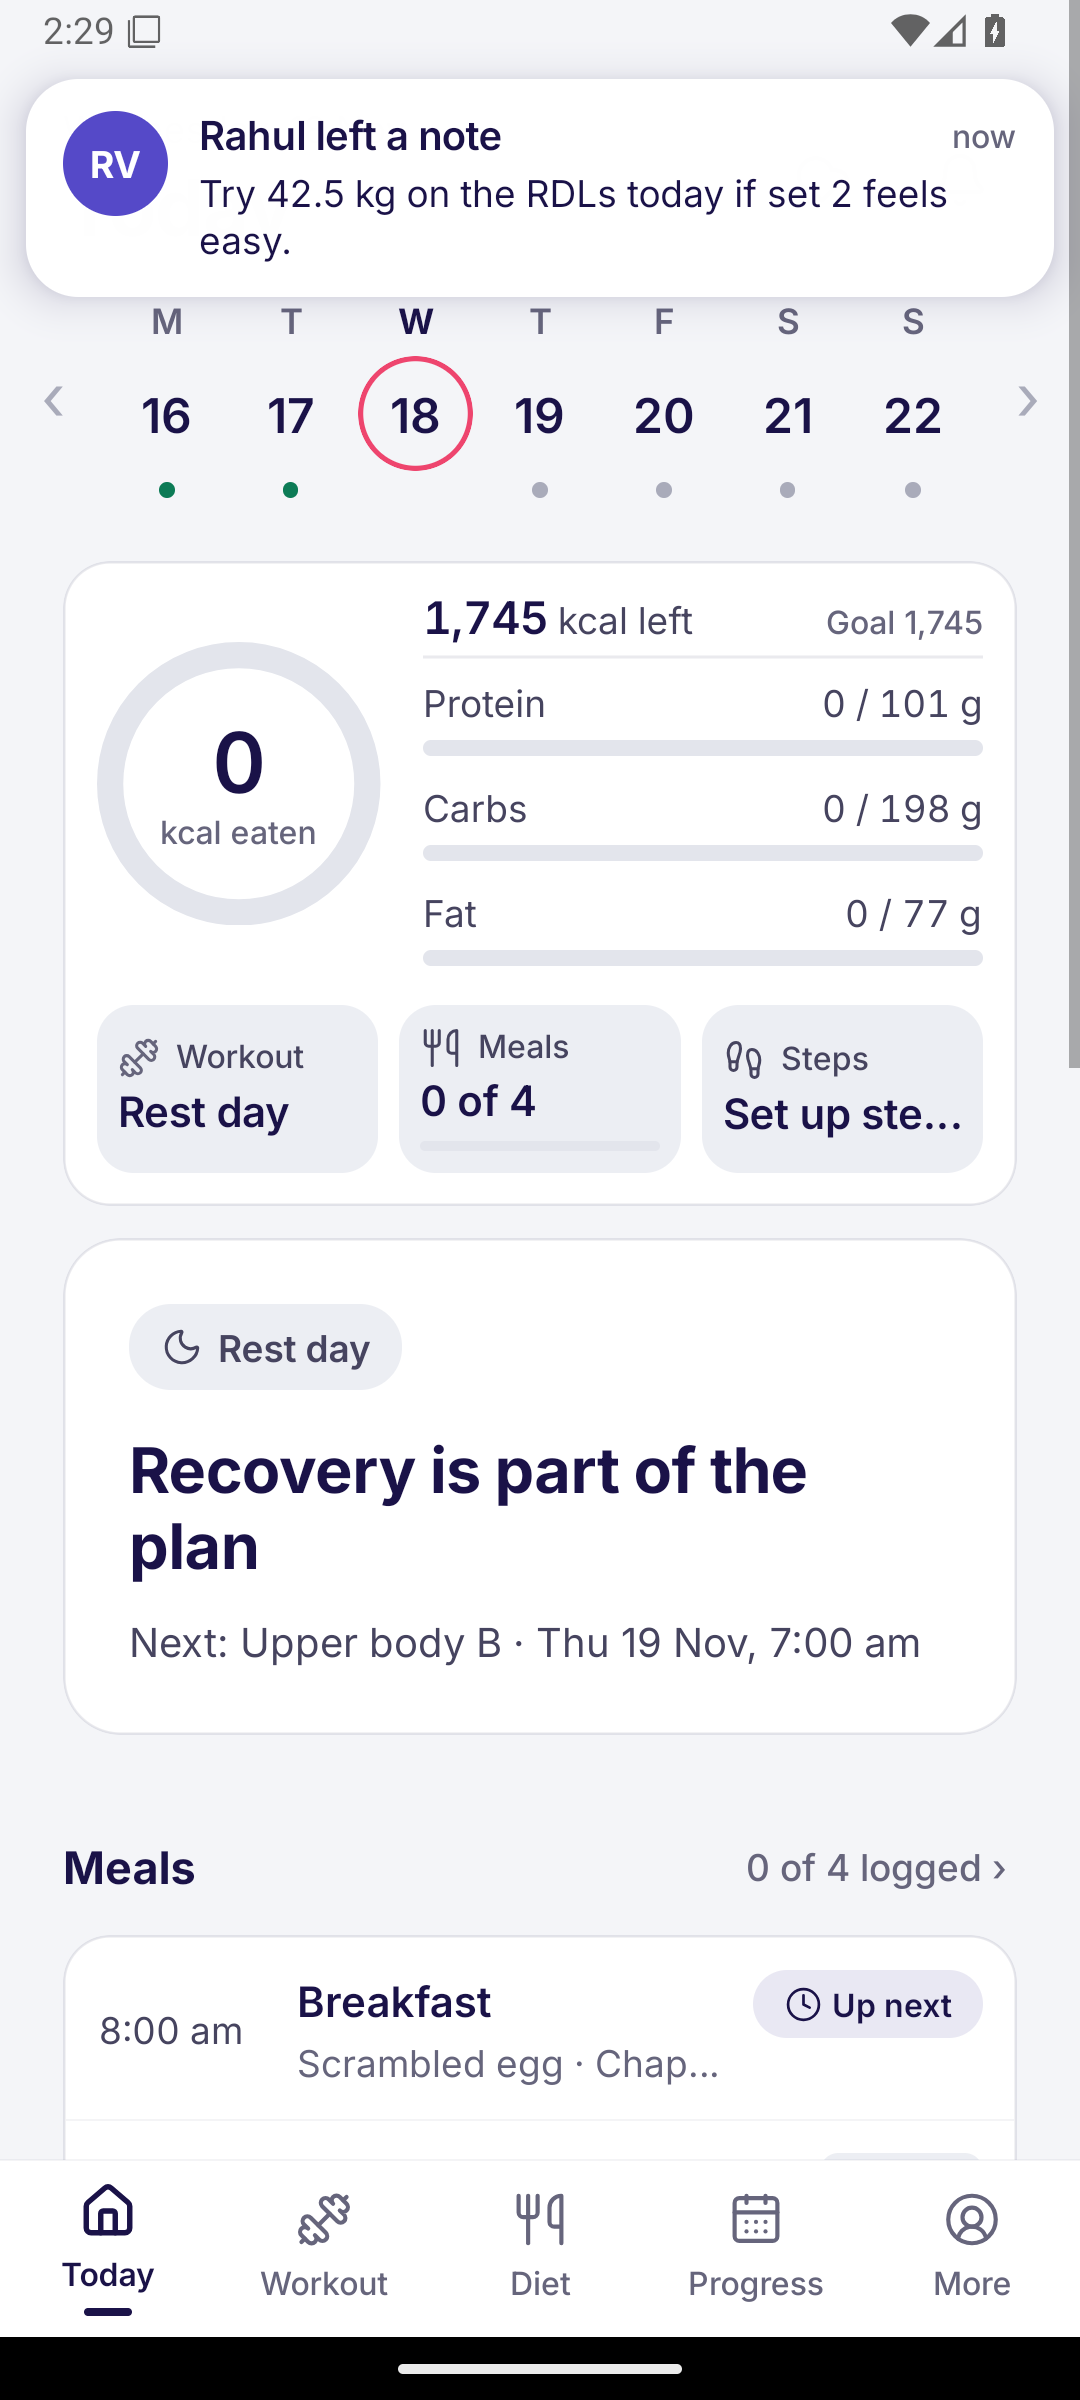 2:29
RV
Rahul left a note
now
Try 42.5 kg on the RDLs today if set 2 feels
easy.
M T W T F S S
‹ 16 17 18 19 20 21 22 ›
1,745 kcal left
Goal 1,745
0
kcal eaten
Protein 0 / 101 g
Carbs 0 / 198 g
Fat 0 / 77 g
Workout
Rest day
Meals
0 of 4
Steps
Set up ste...
Rest day
Recovery is part of the
plan
Next: Upper body B · Thu 19 Nov, 7:00 am
Meals
0 of 4 logged ›
8:00 am
Breakfast
Scrambled egg · Chap...
Up next
Today
Workout
Diet
Progress
More